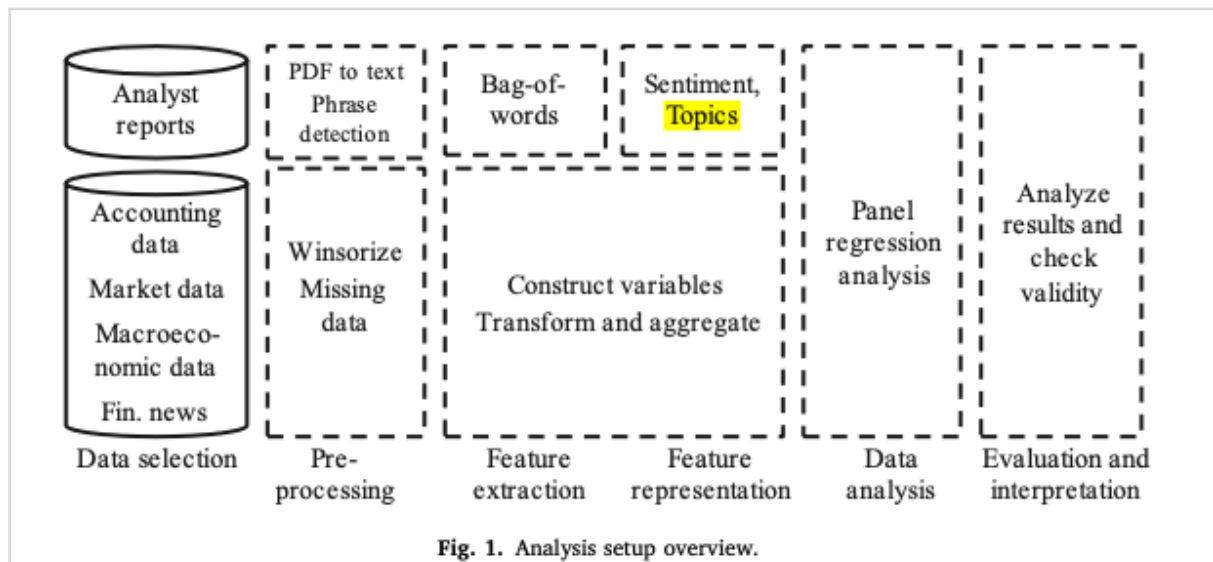 Analyst
reports
PDF to text
Phrase
detection
Bag-of-
words
Sentiment,
Topics
Accounting
data
Market data
Macroeco-
nomic data
Fin. news
Winsorize
Missing
data
Construct variables
Transform and aggregate
Panel
regression
analysis
Analyze
results and
check
validity
Data selection
Pre-
processing
Feature
extraction
Feature
representation
Data
analysis
Evaluation and
interpretation
Fig. 1. Analysis setup overview.